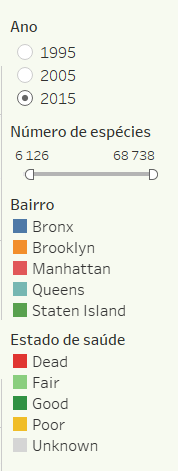 Ano
1995
2005
2015
Número de espécies
6 126 68 738
Bairro
Bronx
Brooklyn
Manhattan
Queens
Staten Island
Estado de saúde
Dead
Fair
Good
Poor
Unknown